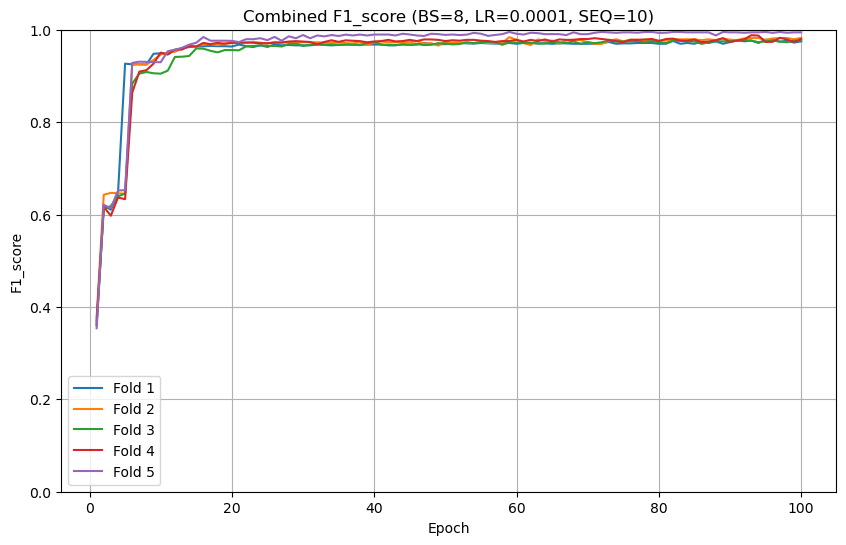 Combined F1_score (BS=8, LR=0.0001, SEQ=10)
1.0
0.8
0.6
0.4
0.2
0.0
F1_score
Fold 1
Fold 2
Fold 3
Fold 4
Fold 5
0 20 40 60 80 100
Epoch